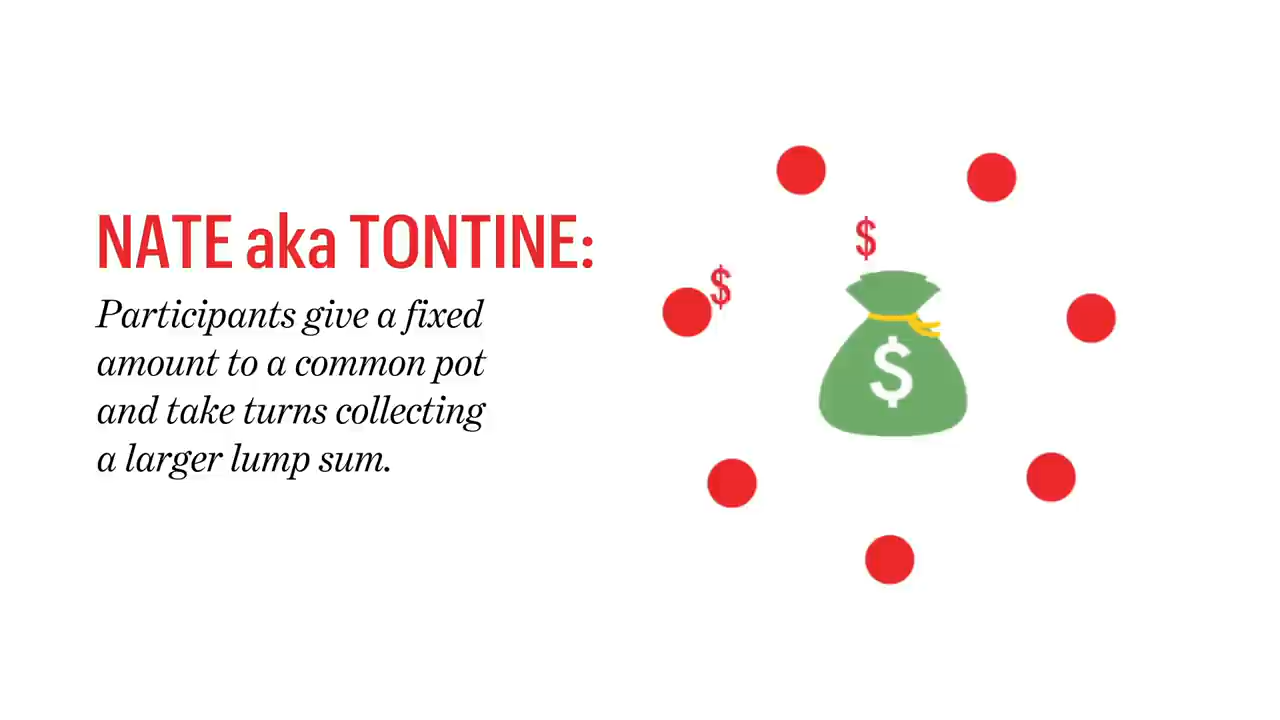 NATE aka TONTINE:
Participants give a fixed
amount to a common pot
and take turns collecting
a larger lump sum.
$
$
$